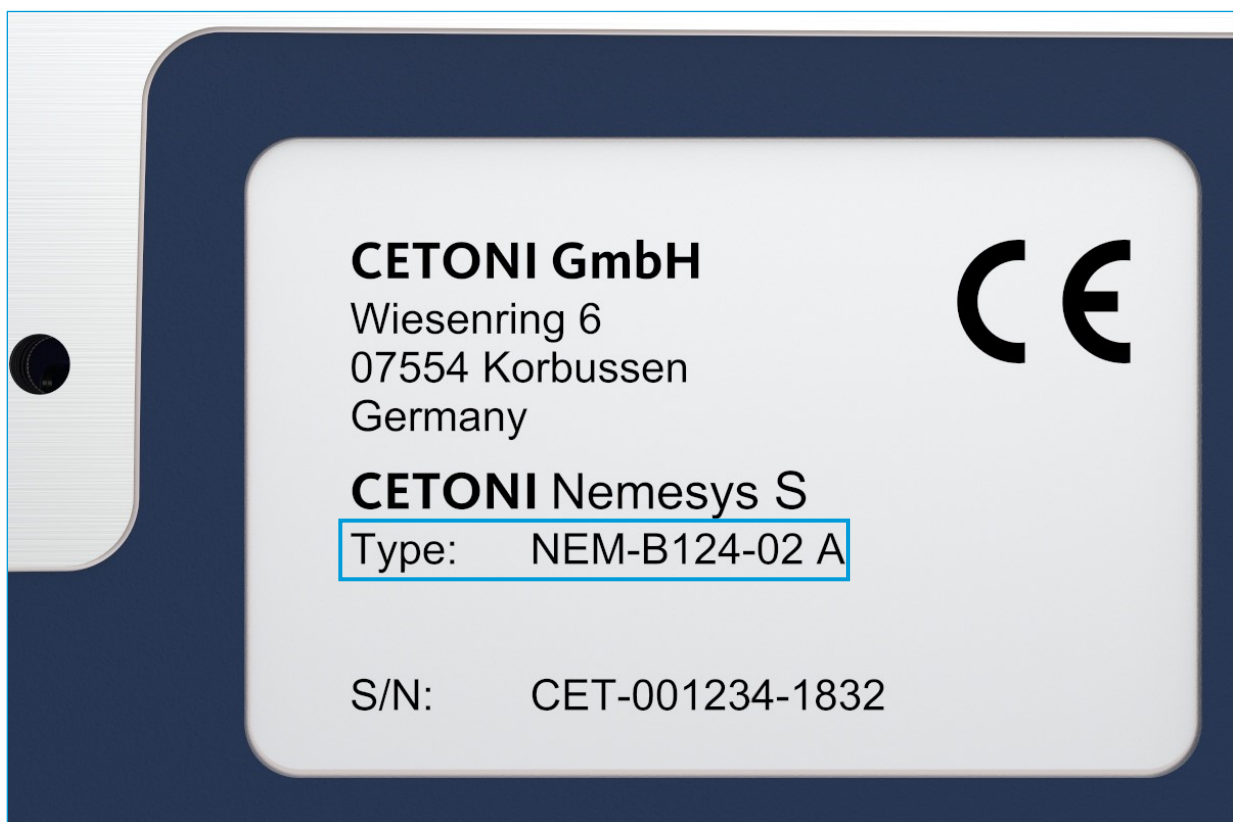 CETONI GmbH
Wiesenring 6
07554 Korbussen
Germany
CE
CETONI Nemesys S
Type: NEM-B124-02 A
S/N: CET-001234-1832